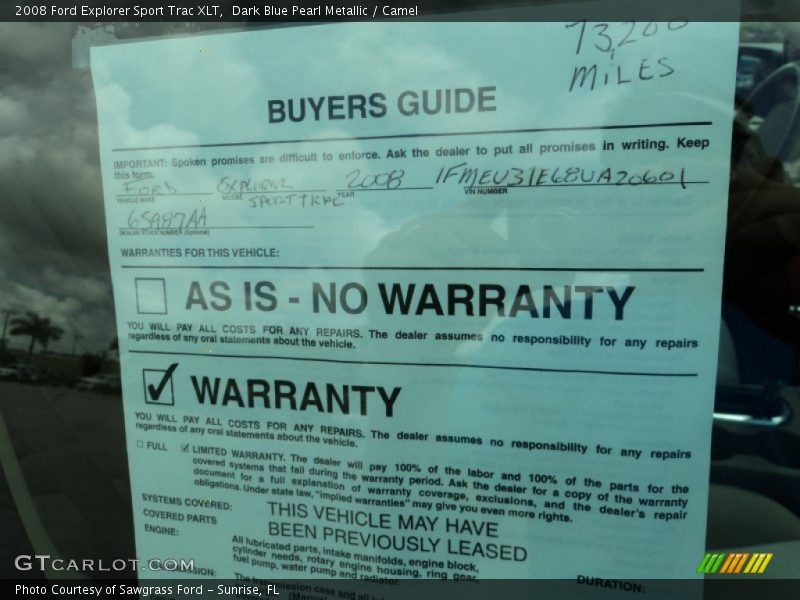 2008 Ford Explorer Sport Trac XLT, Dark Blue Pearl Metallic / Camel
73,200
MILES
BUYERS GUIDE
IMPORTANT: Spoken promises are difficult to enforce. Ask the dealer to put all promises in writing. Keep
this form.
FORD EXPLORER 2008 1FMEU31E68UA20601
VEHICLE MAKE MODEL SPORT TRAC YEAR VIN NUMBER
6S987AA
DEALER STOCK NUMBER (Optional)
WARRANTIES FOR THIS VEHICLE:
AS IS - NO WARRANTY
YOU WILL PAY ALL COSTS FOR ANY REPAIRS. The dealer assumes no responsibility for any repairs
regardless of any oral statements about the vehicle.
✓ WARRANTY
YOU WILL PAY ALL COSTS FOR ANY REPAIRS. The dealer assumes no responsibility for any repairs
regardless of any oral statements about the vehicle.
FULL ✓ LIMITED WARRANTY. The dealer will pay 100% of the labor and 100% of the parts for the
covered systems that fail during the warranty period. Ask the dealer for a copy of the warranty
document for a full explanation of warranty coverage, exclusions, and the dealer's repair
obligations. Under state law, "implied warranties" may give you even more rights.
SYSTEMS COVERED:
THIS VEHICLE MAY HAVE
COVERED PARTS
BEEN PREVIOUSLY LEASED
ENGINE:
All lubricated parts, intake manifolds, engine block,
cylinder needs, rotary engine housing, ring gear,
fuel pump, water pump and radiator.
The transmission case and all
DURATION:
(Manual
GTCARLOT.COM
Photo Courtesy of Sawgrass Ford - Sunrise, FL